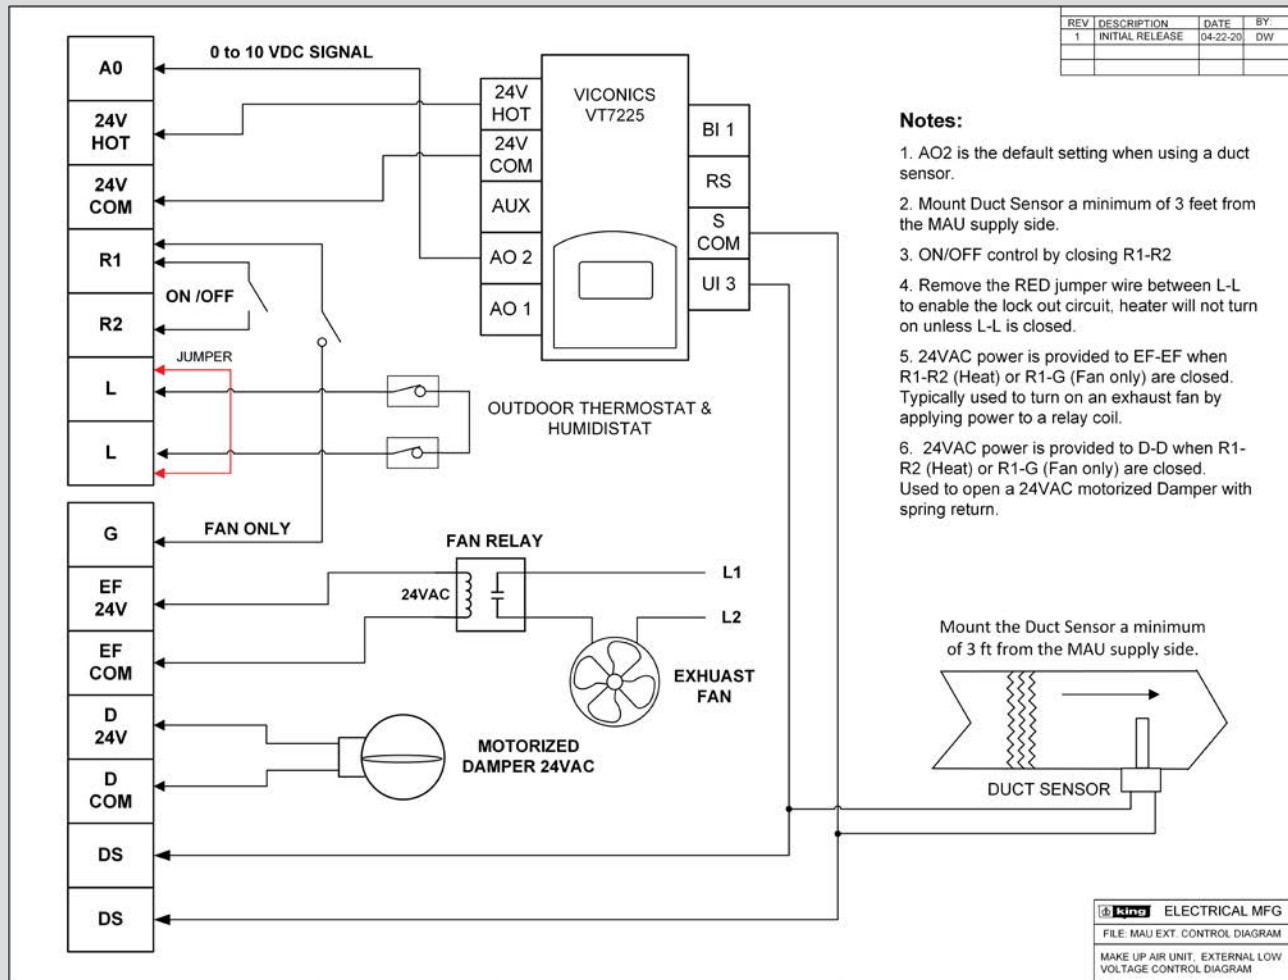 REV DESCRIPTION DATE BY:
1 INITIAL RELEASE 04-22-20 DW
A0
24V
HOT
24V
COM
R1
R2
L
L
0 to 10 VDC SIGNAL
ON /OFF
JUMPER
24V
HOT
24V
COM
AUX
AO 2
AO 1
VICONICS
VT7225
BI 1
RS
S
COM
UI 3
OUTDOOR THERMOSTAT &
HUMIDISTAT
Notes:
1. AO2 is the default setting when using a duct
sensor.
2. Mount Duct Sensor a minimum of 3 feet from
the MAU supply side.
3. ON/OFF control by closing R1-R2
4. Remove the RED jumper wire between L-L
to enable the lock out circuit, heater will not turn
on unless L-L is closed.
5. 24VAC power is provided to EF-EF when
R1-R2 (Heat) or R1-G (Fan only) are closed.
Typically used to turn on an exhaust fan by
applying power to a relay coil.
6. 24VAC power is provided to D-D when R1-
R2 (Heat) or R1-G (Fan only) are closed.
Used to open a 24VAC motorized Damper with
spring return.
G
EF
24V
EF
COM
D
24V
D
COM
DS
DS
FAN ONLY
FAN RELAY
24VAC
L1
L2
EXHUAST
FAN
MOTORIZED
DAMPER 24VAC
Mount the Duct Sensor a minimum
of 3 ft from the MAU supply side.
DUCT SENSOR
king ELECTRICAL MFG
FILE: MAU EXT. CONTROL DIAGRAM
MAKE UP AIR UNIT, EXTERNAL LOW
VOLTAGE CONTROL DIAGRAM